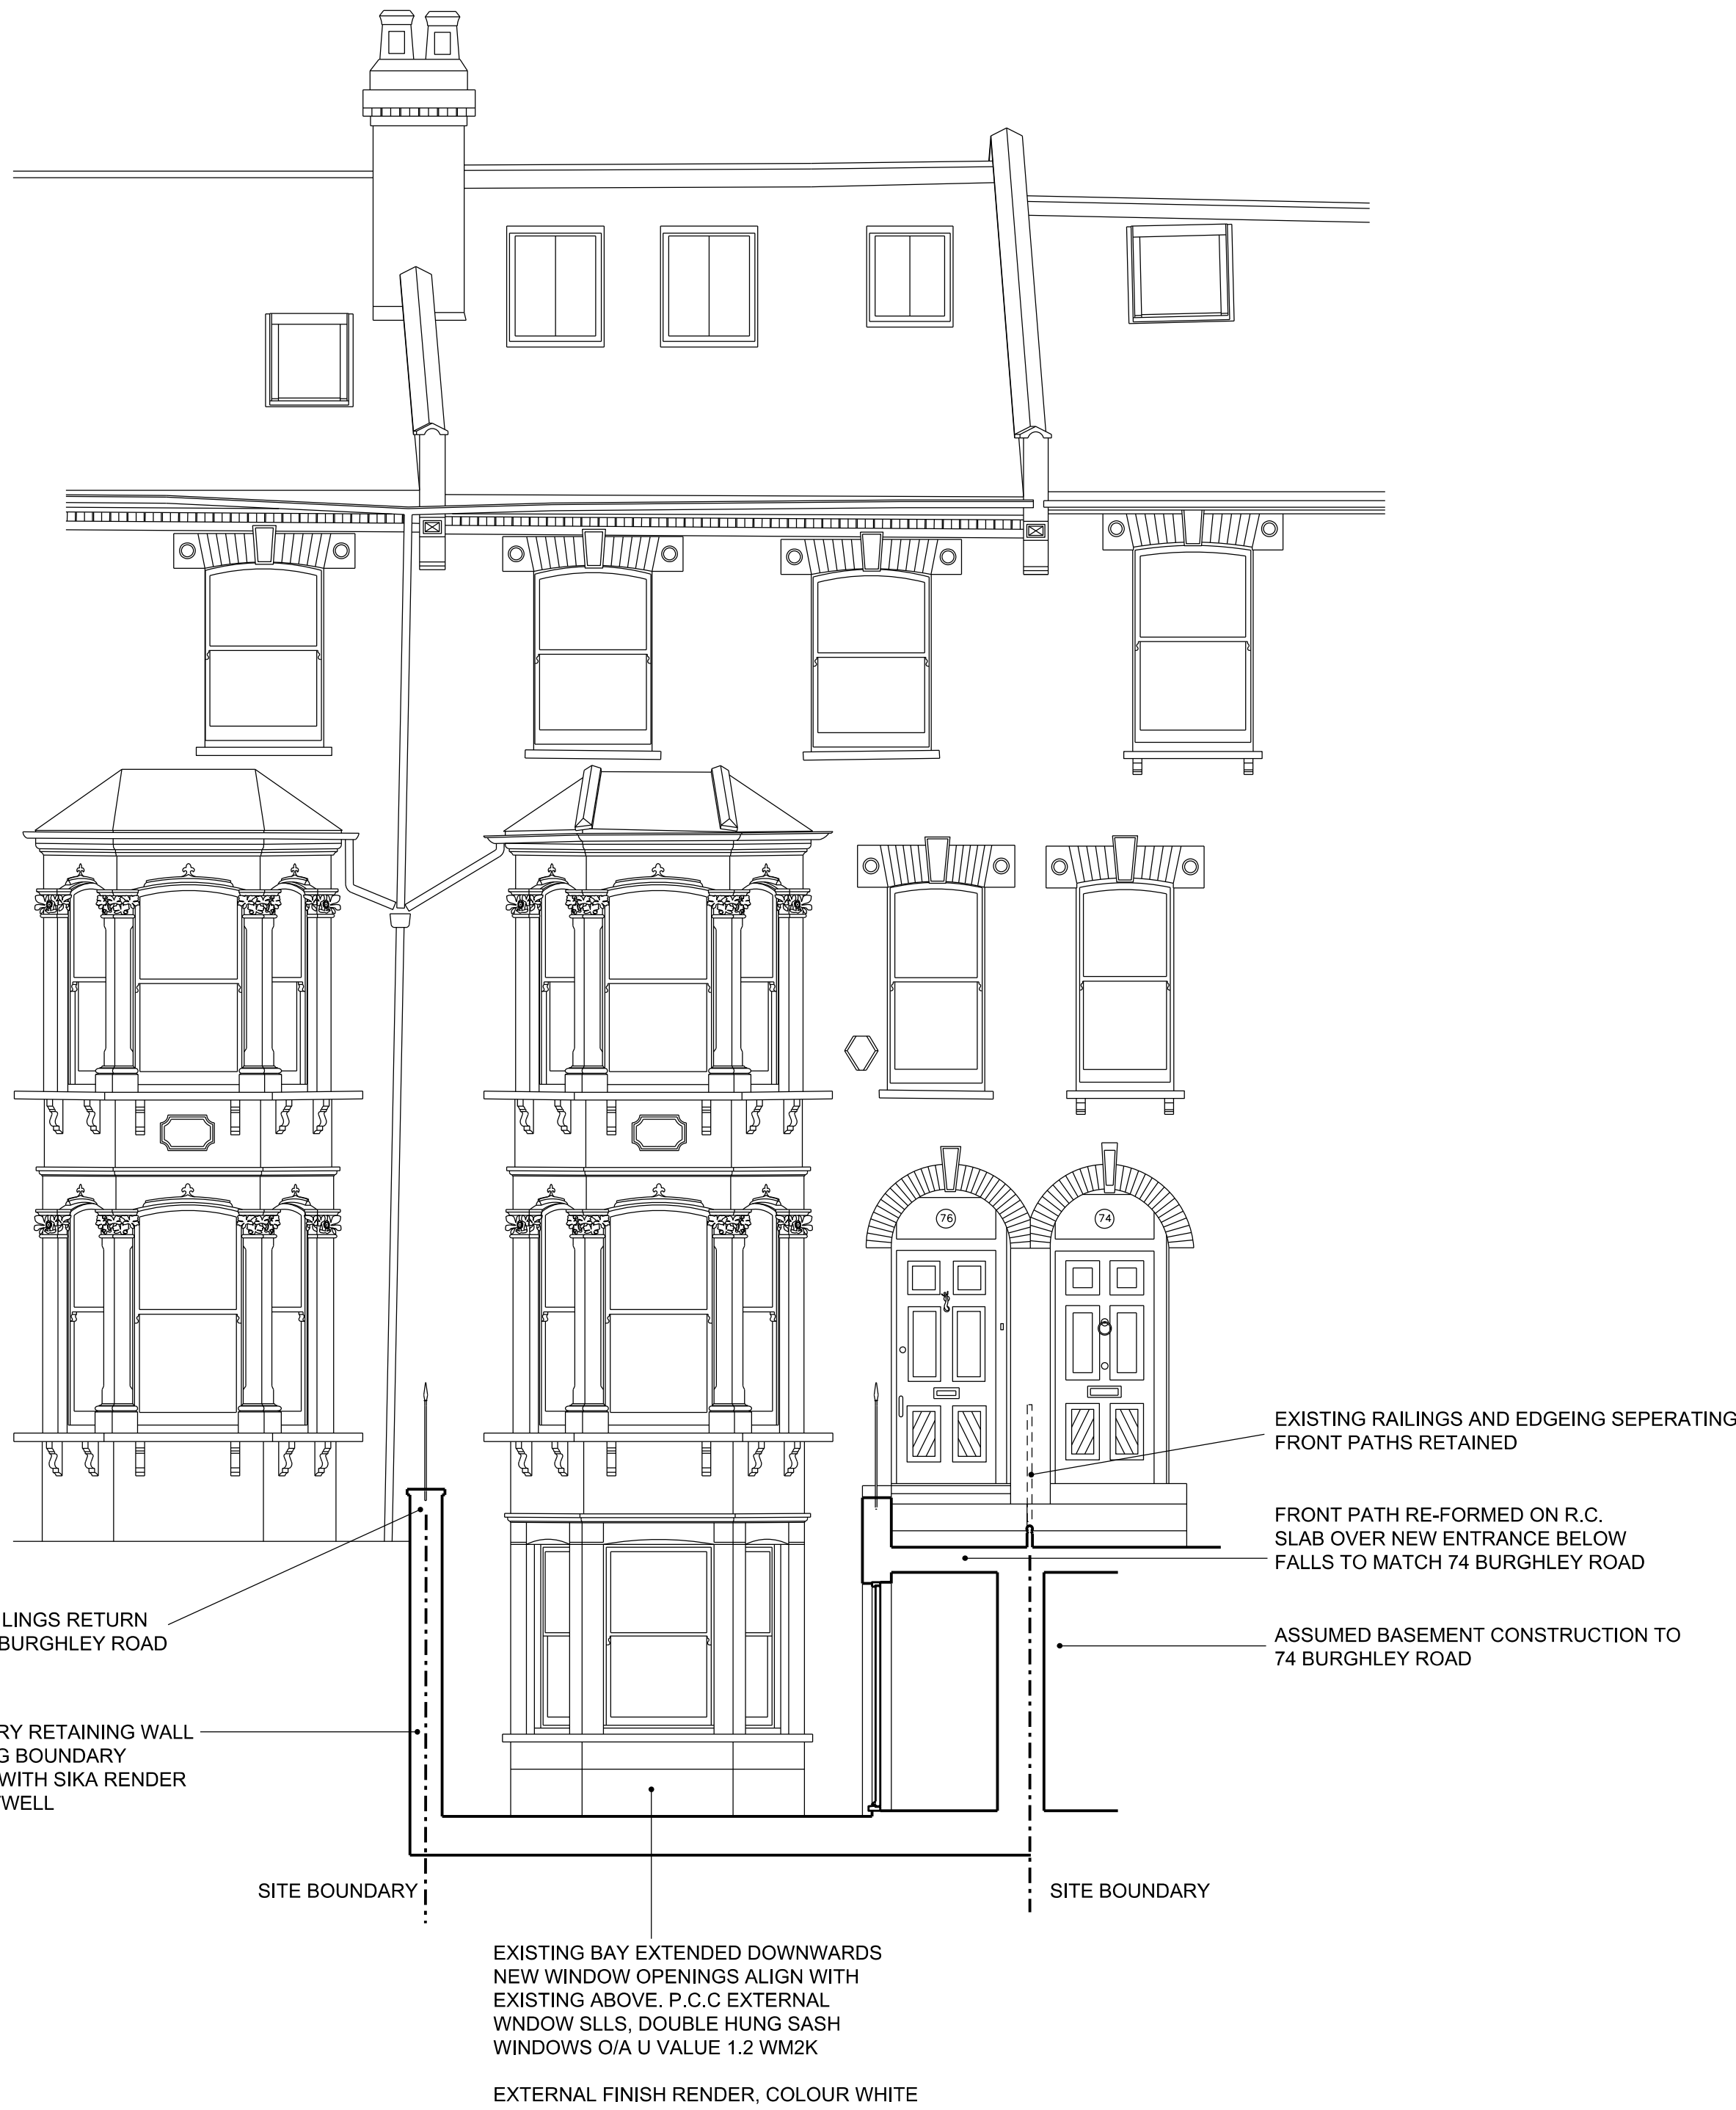 76
74
EXISTING RAILINGS AND EDGEING SEPERATING
FRONT PATHS RETAINED
FRONT PATH RE-FORMED ON R.C.
SLAB OVER NEW ENTRANCE BELOW
FALLS TO MATCH 74 BURGHLEY ROAD
ILINGS RETURN
BURGHLEY ROAD
ASSUMED BASEMENT CONSTRUCTION TO
74 BURGHLEY ROAD
RY RETAINING WALL
G BOUNDARY
WITH SIKA RENDER
WELL
SITE BOUNDARY
SITE BOUNDARY
EXISTING BAY EXTENDED DOWNWARDS
NEW WINDOW OPENINGS ALIGN WITH
EXISTING ABOVE. P.C.C EXTERNAL
WNDOW SLLS, DOUBLE HUNG SASH
WINDOWS O/A U VALUE 1.2 WM2K
EXTERNAL FINISH RENDER, COLOUR WHITE